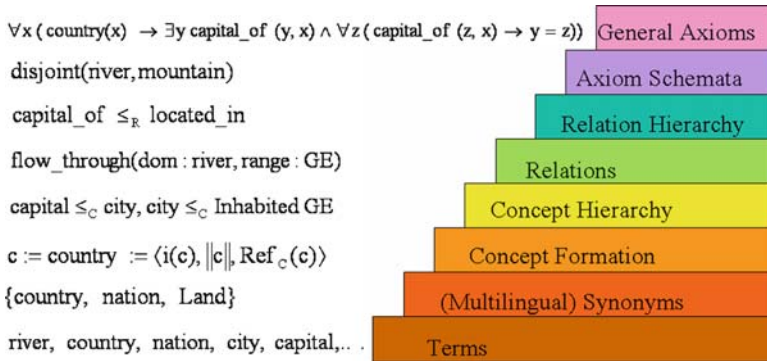 ∀x ( country(x) → ∃y capital_of (y, x) ∧ ∀z ( capital_of (z, x) → y = z)) General Axioms
disjoint(river,mountain) Axiom Schemata
capital_of ≤R located_in Relation Hierarchy
flow_through(dom : river, range : GE) Relations
capital ≤C city, city ≤C Inhabited GE Concept Hierarchy
c := country := ⟨i(c), ||c||, Ref C (c)⟩ Concept Formation
{country, nation, Land} (Multilingual) Synonyms
river, country, nation, city, capital,... Terms